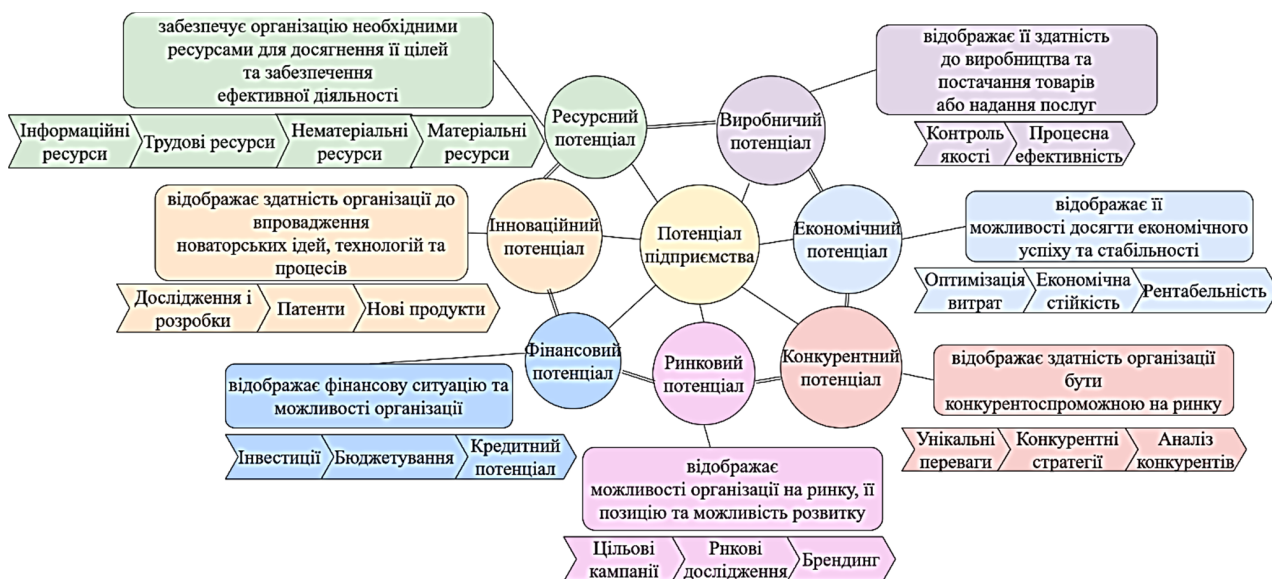 забезпечує організацію необхідними
ресурсами для досягнення її цілей
та забезпечення
ефективної діяльності
Інформаційні
ресурси
Трудові ресурси
Нематеріальні
ресурси
Матеріальні
ресурси
Ресурсний
потенціал
Виробничий
потенціал
відображає її здатність
до виробництва та
постачання товарів
або надання послуг
Контроль
якості
Процесна
ефективність
відображає здатність організації до
впровадження
новаторських ідей, технологій та
процесів
Дослідження і
розробки
Патенти
Нові продукти
Інноваційний
потенціал
Потенціал
підприємства
Економічний
потенціал
відображає її
можливості досягти економічного
успіху та стабільності
Оптимізація
витрат
Економічна
стійкість
Рентабельність
Фінансовий
потенціал
відображає фінансову ситуацію та
можливості організації
Інвестиції
Бюджетування
Кредитний
потенціал
Ринковий
потенціал
відображає
можливості організації на ринку, її
позицію та можливість розвитку
Цільові
кампанії
Рнкові
дослідження
Брендинг
Конкурентний
потенціал
відображає здатність організації
бути
конкурентоспроможною на ринку
Унікальні
переваги
Конкурентні
стратегії
Аналіз
конкурентів